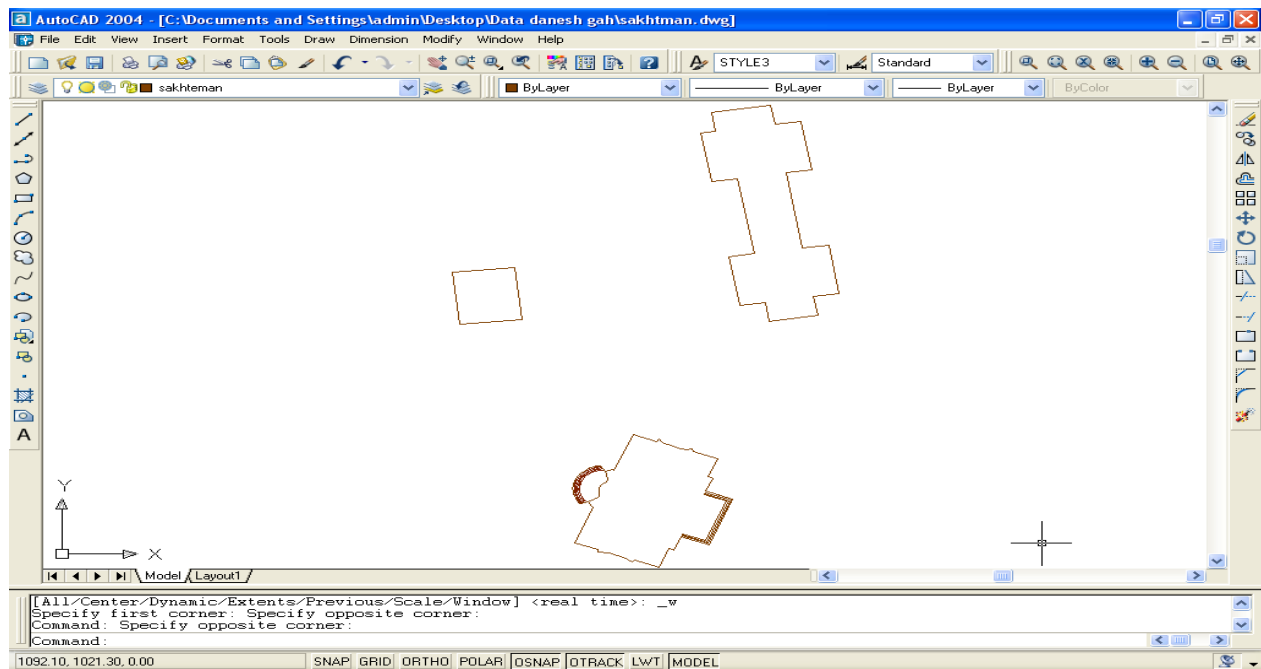 AutoCAD 2004 - [C:\Documents and Settings\admin\Desktop\Data danesh gah\sakhtman.dwg]
File Edit View Insert Format Tools Draw Dimension Modify Window Help
STYLE3 Standard
sakhteman ByLayer ByLayer ByLayer ByColor
A
Y
X
Model Layout1
[All/Center/Dynamic/Extents/Previous/Scale/Window] <real time>: _w
Specify first corner: Specify opposite corner:
Command: Specify opposite corner:
Command:
1092.10, 1021.30, 0.00 SNAP GRID ORTHO POLAR OSNAP OTRACK LWT MODEL